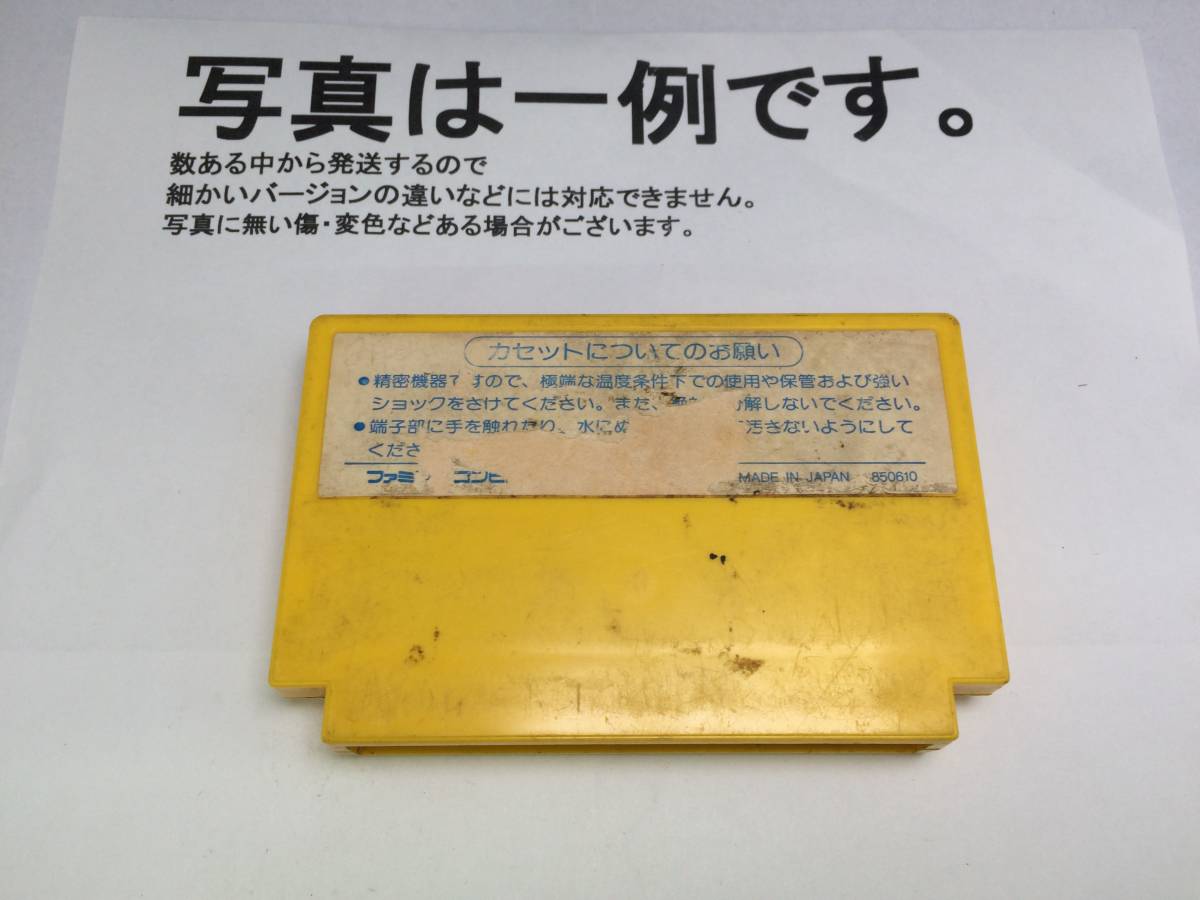 写真は一例です。
数ある中から発送するので
細かいバージョンの違いなどには対応できません。
写真に無い傷・変色などある場合がございます。
カセットについてのお願い
●精密機器 すので、極端な温度条件下での使用や保管および強い
ショックをさけてください。また、 解しないでください。
●端子部に手を触れたり、水にぬ 汚さないようにして
くださ
ファミ コンピ
MADE IN JAPAN 850610